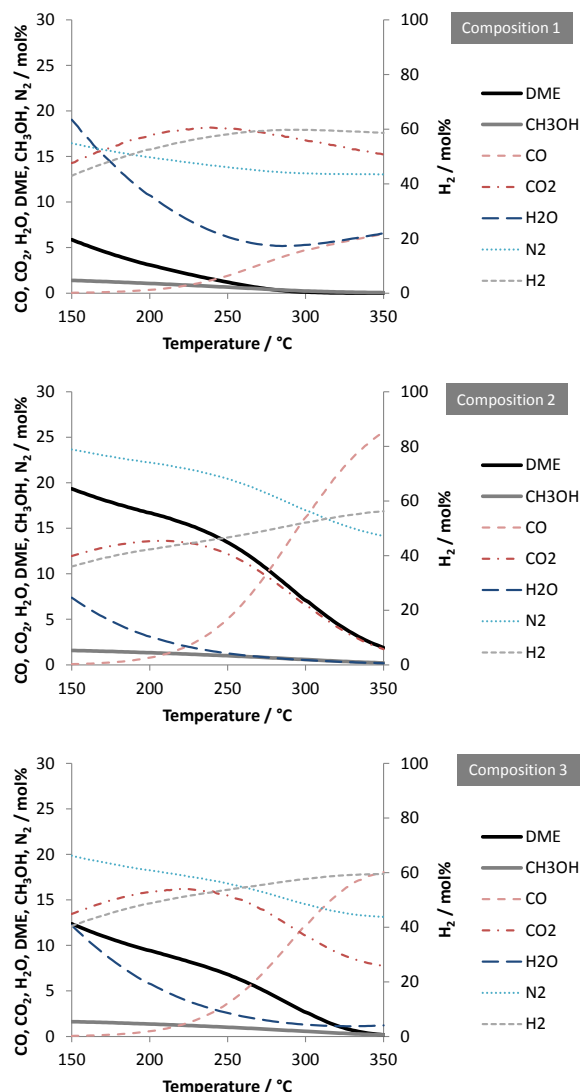 Composition 1
CO, CO₂, H₂O, DME, CH₃OH, N₂ / mol%
30
25
20
15
10
5
0
100
80
60
40
20
0
H₂ / mol%
150 200 250 300 350
Temperature / °C
DME
CH3OH
CO
CO2
H2O
N2
H2
Composition 2
CO, CO₂, H₂O, DME, CH₃OH, N₂ / mol%
30
25
20
15
10
5
0
100
80
60
40
20
0
H₂ / mol%
150 200 250 300 350
Temperature / °C
DME
CH3OH
CO
CO2
H2O
N2
H2
Composition 3
CO, CO₂, H₂O, DME, CH₃OH, N₂ / mol%
30
25
20
15
10
5
0
100
80
60
40
20
0
H₂ / mol%
150 200 250 300 350
Temperature / °C
DME
CH3OH
CO
CO2
H2O
N2
H2